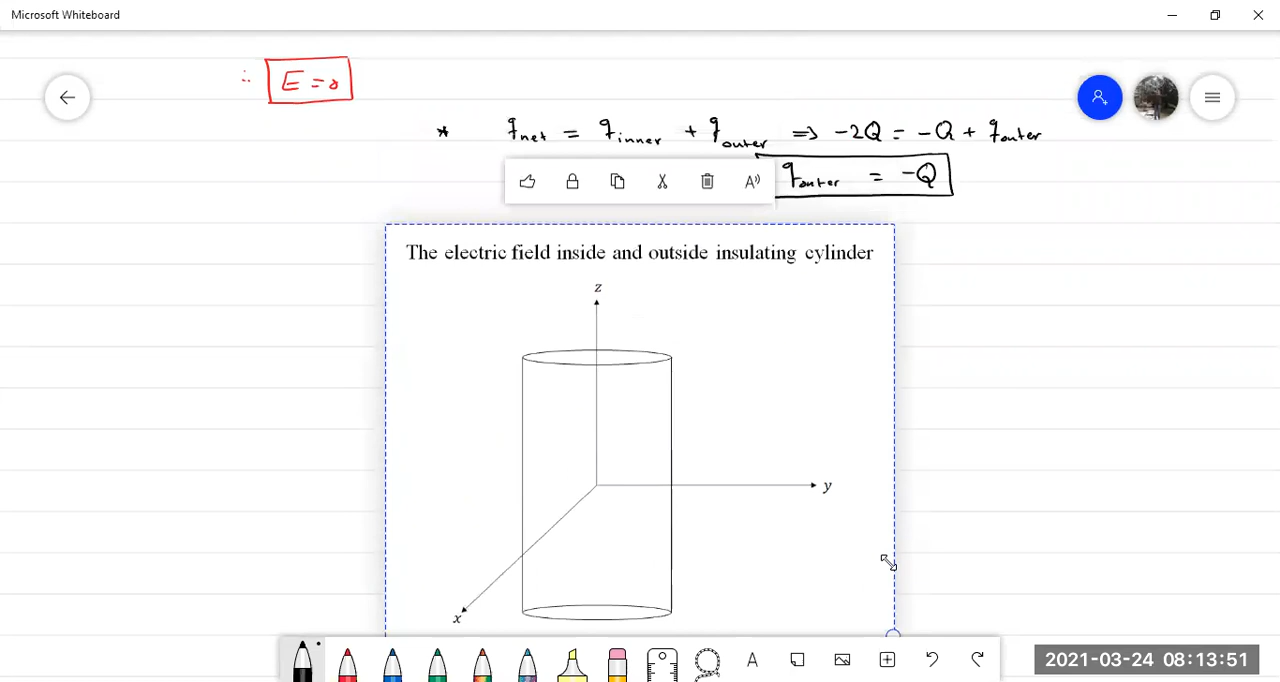 Microsoft Whiteboard
∴ E = 0
* q_net = q_inner + q_outer ⇒ -2Q = -Q + q_outer
q_outer = -Q
The electric field inside and outside insulating cylinder
z
y
x
2021-03-24 08:13:51